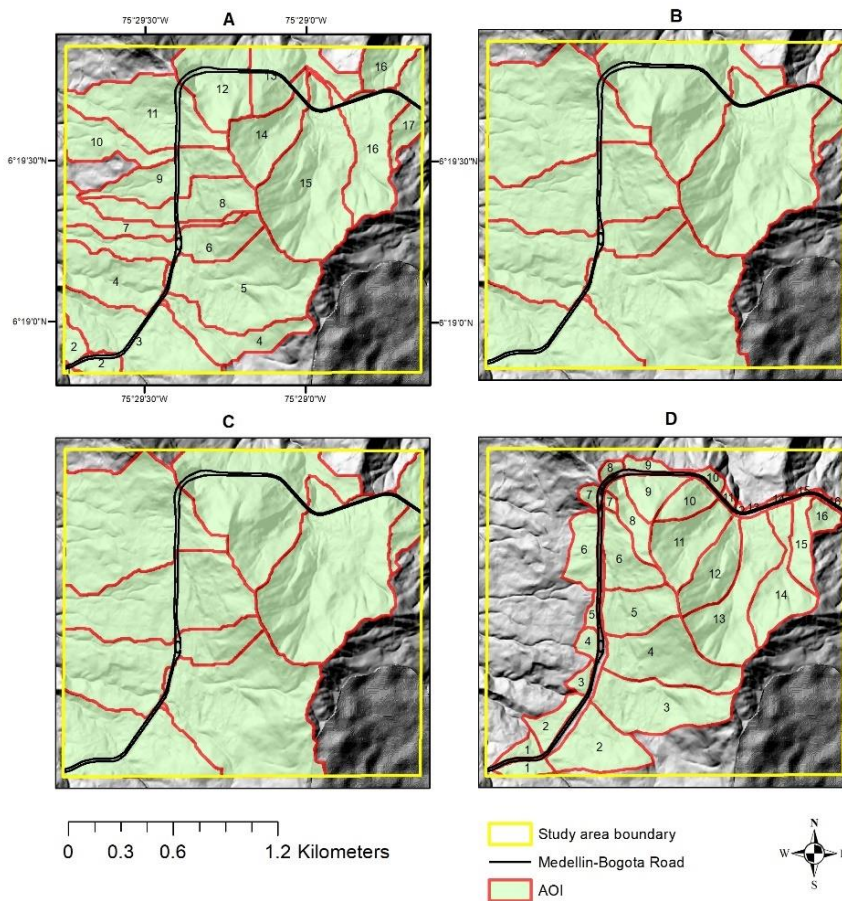 A B
75°29'30"W 75°29'0"W
16
12 13
11
17
14
10 16
6°19'30"N 6°19'30"N
9
15
8
7
6
4
5
6°19'0"N 5°19'0"N
2 3 4
2
75°29'30"W 75°29'0"W
C D
8 9
10
7 7 9 10
16
8
6 6 11 15
12
14
5 5
13
4 4
3
3
2
2
1
1
0 0.3 0.6 1.2 Kilometers
Study area boundary
Medellin-Bogota Road
AOI
N
W
S